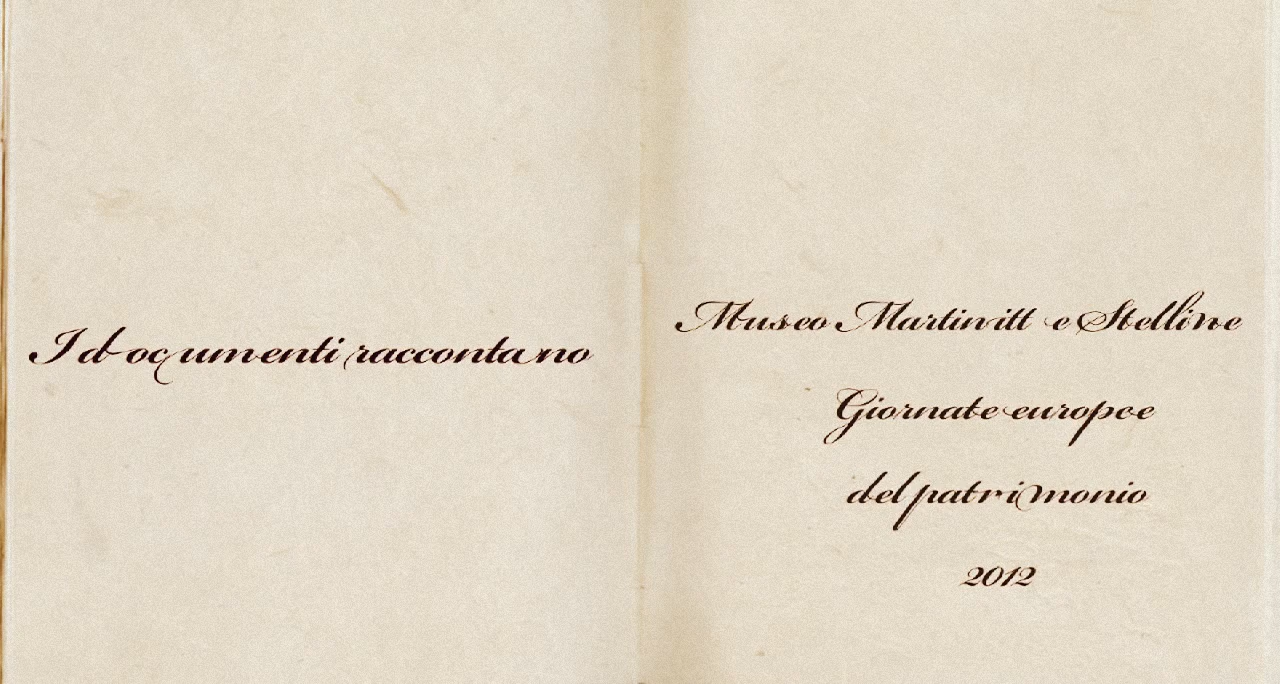 I documenti raccontano
Museo Martinitt e Stelline
Giornate europee
del patrimonio
2012